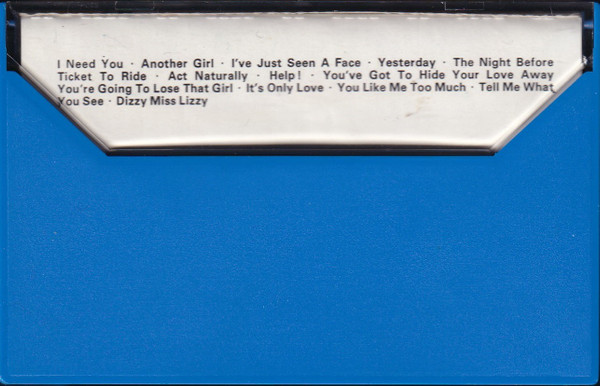 I Need You · Another Girl · I've Just Seen A Face · Yesterday · The Night Before
Ticket To Ride · Act Naturally · Help! · You've Got To Hide Your Love Away
You're Going To Lose That Girl · It's Only Love · You Like Me Too Much · Tell Me What
You See · Dizzy Miss Lizzy